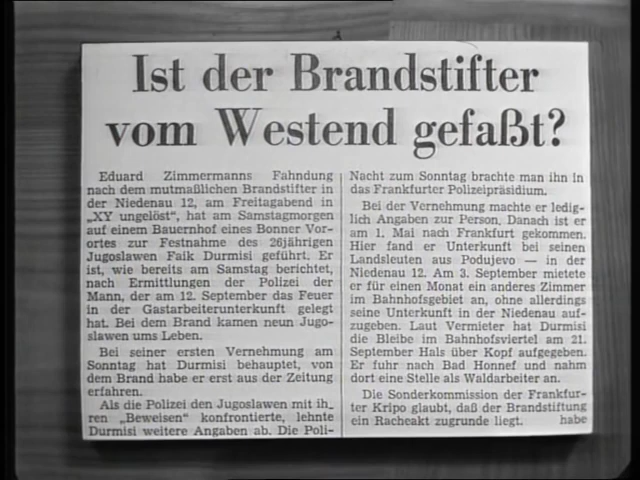 Ist der Brandstifter
vom Westend gefaßt?
Eduard Zimmermanns Fahndung
nach dem mutmaßlichen Brandstifter in
der Niedenau 12, am Freitagabend in
„XY ungelöst", hat am Samstagmorgen
auf einem Bauernhof eines Bonner Vor-
ortes zur Festnahme des 26jährigen
Jugoslawen Faik Durmisi geführt. Er
ist, wie bereits am Samstag berichtet,
nach Ermittlungen der Polizei der
Mann, der am 12. September das Feuer
in der Gastarbeiterunterkunft gelegt
hat. Bei dem Brand kamen neun Jugo-
slawen ums Leben.
Bei seiner ersten Vernehmung am
Sonntag hat Durmisi behauptet, von
dem Brand habe er erst aus der Zeitung
erfahren.
Als die Polizei den Jugoslawen mit ih-
ren „Beweisen" konfrontierte, lehnte
Durmisi weitere Angaben ab. Die Poli-
Nacht zum Sonntag brachte man ihn in
das Frankfurter Polizeipräsidium.
Bei der Vernehmung machte er ledig-
lich Angaben zur Person. Danach ist er
am 1. Mai nach Frankfurt gekommen.
Hier fand er Unterkunft bei seinen
Landsleuten aus Podujevo — in der
Niedenau 12. Am 3. September mietete
er für einen Monat ein anderes Zimmer
im Bahnhofsgebiet an, ohne allerdings
seine Unterkunft in der Niedenau auf-
zugeben. Laut Vermieter hat Durmisi
die Bleibe im Bahnhofsviertel am 21.
September Hals über Kopf aufgegeben.
Er fuhr nach Bad Honnef und nahm
dort eine Stelle als Waldarbeiter an.
Die Sonderkommission der Frankfur-
ter Kripo glaubt, daß der Brandstiftung
ein Racheakt zugrunde liegt. habe